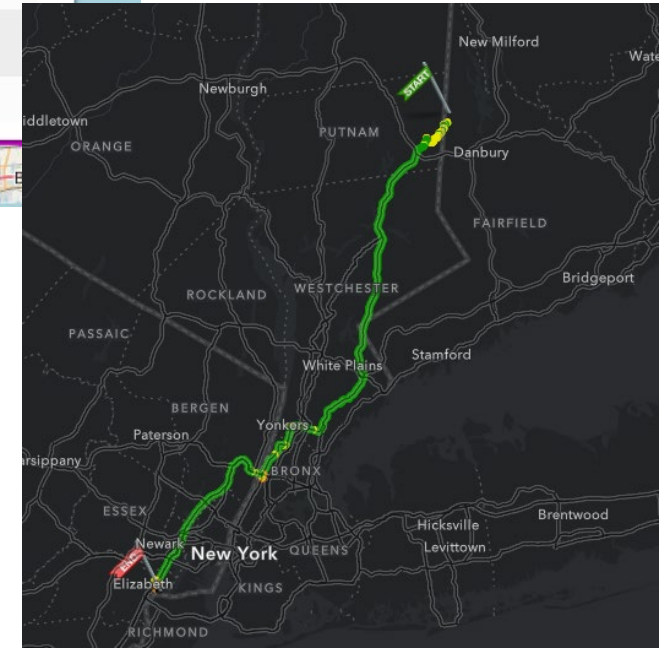 New Milford
START
Newburgh
iddletown
PUTNAM
ORANGE
Danbury
FAIRFIELD
Bridgeport
ROCKLAND
WESTCHESTER
PASSAIC
Stamford
White Plains
BERGEN
Yonkers
Paterson
arsippany
BRONX
ESSEX
Hicksville
Brentwood
Newark
New York
QUEENS
Levittown
END
Elizabeth
KINGS
RICHMOND